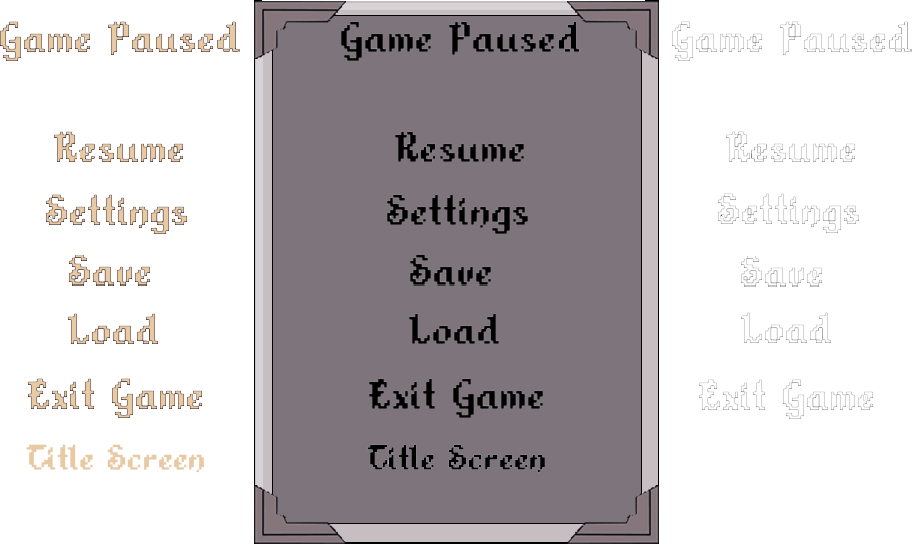 Game Paused
Resume
Settings
Save
Load
Exit Game
Title Screen
Game Paused
Resume
Settings
Save
Load
Exit Game
Title Screen
Game Paused
Resume
Settings
Save
Load
Exit Game